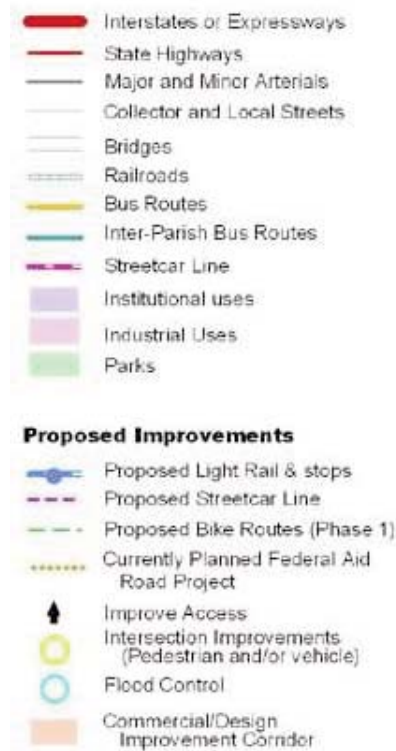 Interstates or Expressways
State Highways
Major and Minor Arterials
Collector and Local Streets
Bridges
Railroads
Bus Routes
Inter-Parish Bus Routes
Streetcar Line
Institutional uses
Industrial Uses
Parks
Proposed Improvements
Proposed Light Rail & stops
Proposed Streetcar Line
Proposed Bike Routes (Phase 1)
Currently Planned Federal Aid
Road Project
Improve Access
Intersection Improvements
(Pedestrian and/or vehicle)
Flood Control
Commercial/Design
Improvement Corridor